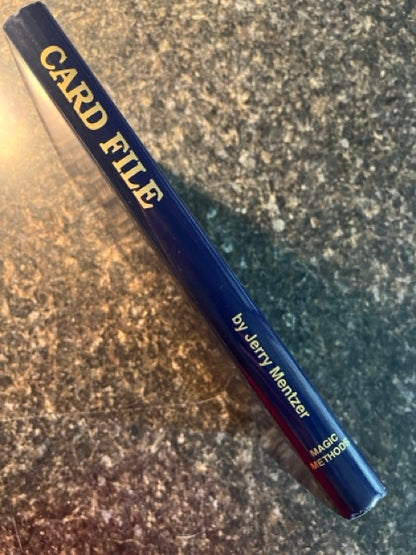 CARD FILE
by Jerry Mentzer
MAGIC
METHODS